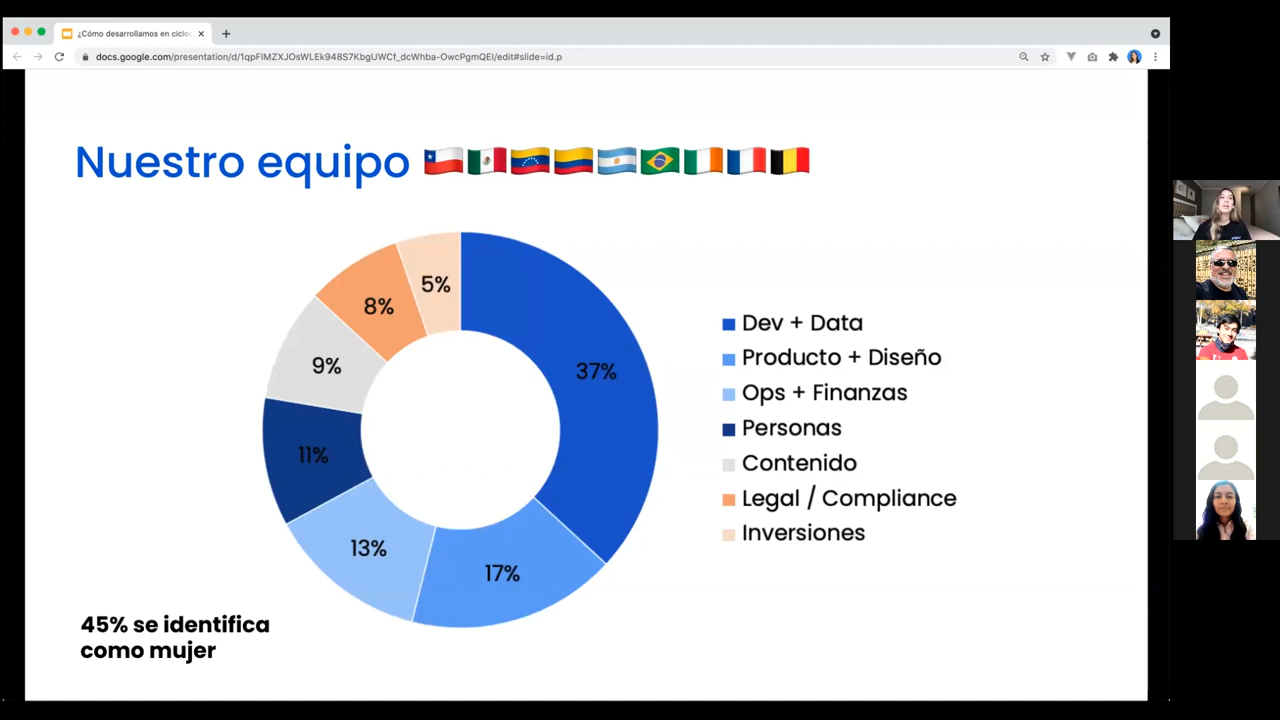 ¿Cómo desarrollamos en ciclos
docs.google.com/presentation/d/1qpFIMZXJOsWLEk948S7KbgUWCf_dcWhba-OwcPgmQEI/edit#slide=id.p
Nuestro equipo
5%
8%
37%
9%
11%
13%
17%
Dev + Data
Producto + Diseño
Ops + Finanzas
Personas
Contenido
Legal / Compliance
Inversiones
45% se identifica
como mujer